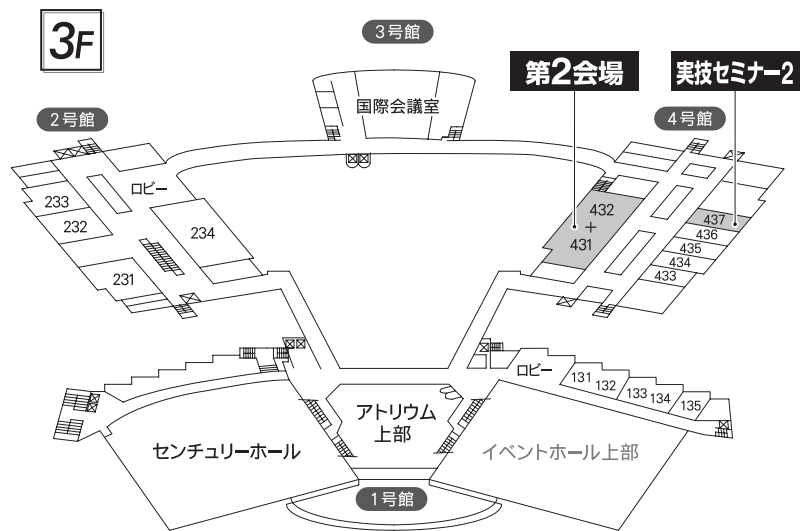 3F
3号館
第2会場
実技セミナー2
2号館
国際会議室
4号館
ロビー
233
232
234
231
432
+
431
437
436
435
434
433
ロビー
131
132
133
134
135
アトリウム
上部
センチュリーホール
イベントホール上部
1号館